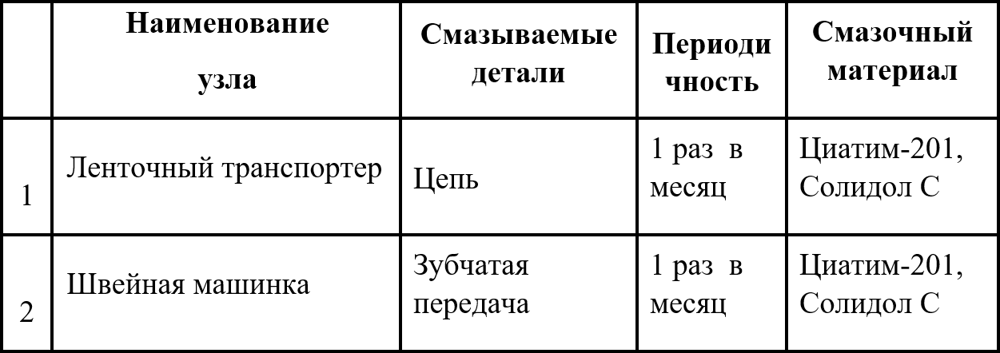 Наименование
узла
Смазываемые
детали
Периоди
чность
Смазочный
материал
1
Ленточный транспортер
Цепь
1 раз  в
месяц
Циатим-201,
Солидол С
2
Швейная машинка
Зубчатая
передача
1 раз  в
месяц
Циатим-201,
Солидол С